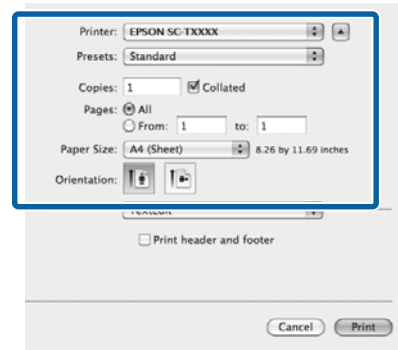 Printer: EPSON SC-TXXXX
Presets: Standard
Copies: 1 Collated
Pages: All
From: 1 to: 1
Paper Size: A4 (Sheet) 8.26 by 11.69 inches
Orientation:
TextEdit
Print header and footer
Cancel Print